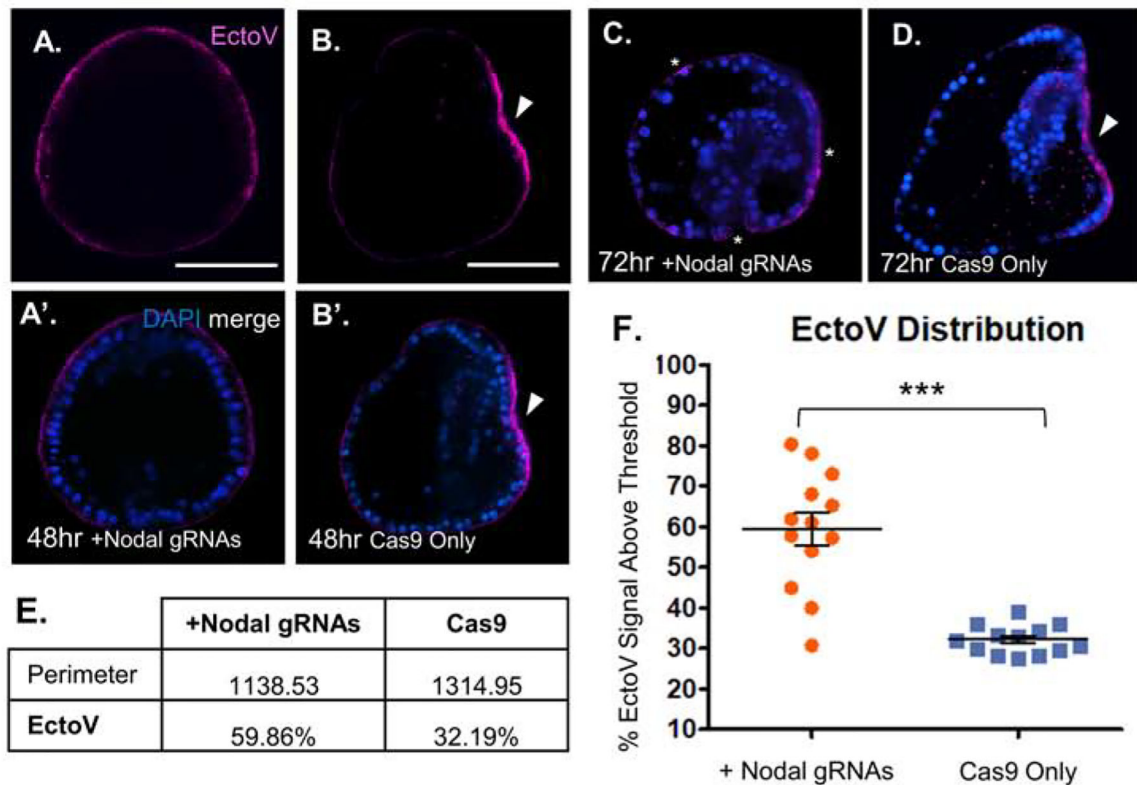 A.
EctoV
B.
C.
*
*
*
72hr +Nodal gRNAs
D.
72hr Cas9 Only
A'.
DAPI merge
48hr +Nodal gRNAs
B'.
48hr Cas9 Only
E.
+Nodal gRNAs Cas9
Perimeter 1138.53 1314.95
EctoV 59.86% 32.19%
F.
EctoV Distribution
% EctoV Signal Above Threshold
100
90
80
70
60
50
40
30
20
10
***
+ Nodal gRNAs
Cas9 Only